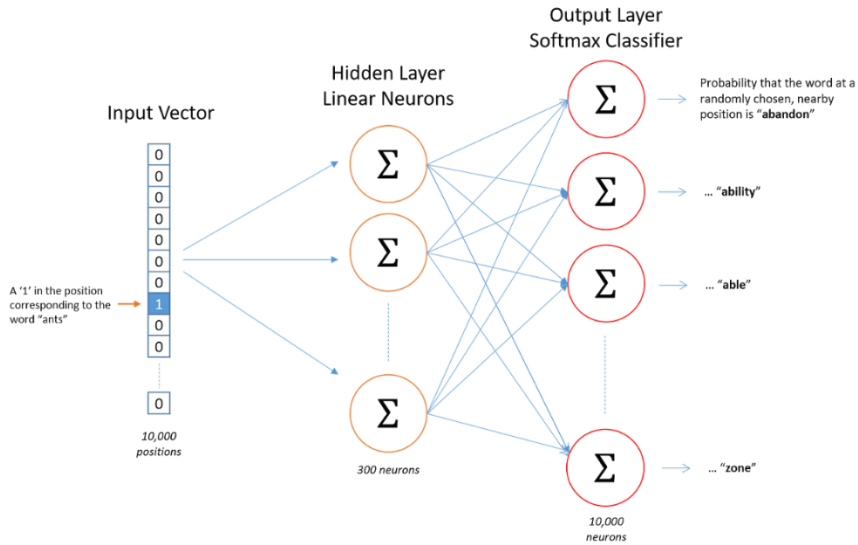 Output Layer
Softmax Classifier
Hidden Layer
Linear Neurons
Input Vector
0
0
0
0
0
0
0
1
0
0
0
A ‘1’ in the position
corresponding to the
word “ants”
10,000
positions
Σ
Σ
Σ
300 neurons
Σ
Σ
Σ
Σ
10,000
neurons
Probability that the word at a
randomly chosen, nearby
position is “abandon”
... “ability”
... “able”
... “zone”